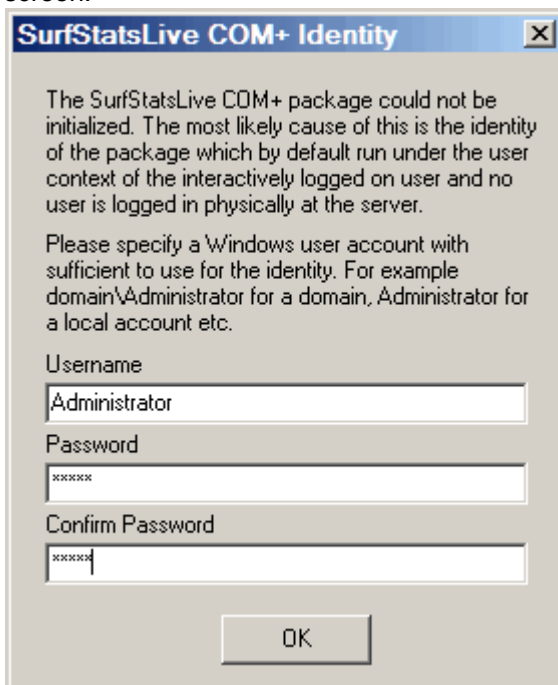 screen.
SurfStatsLive COM+ Identity
The SurfStatsLive COM+ package could not be
initialized. The most likely cause of this is the identity
of the package which by default run under the user
context of the interactively logged on user and no
user is logged in physically at the server.
Please specify a Windows user account with
sufficient to use for the identity. For example
domain\Administrator for a domain, Administrator for
a local account etc.
Username
Administrator
Password
*****
Confirm Password
*****
OK